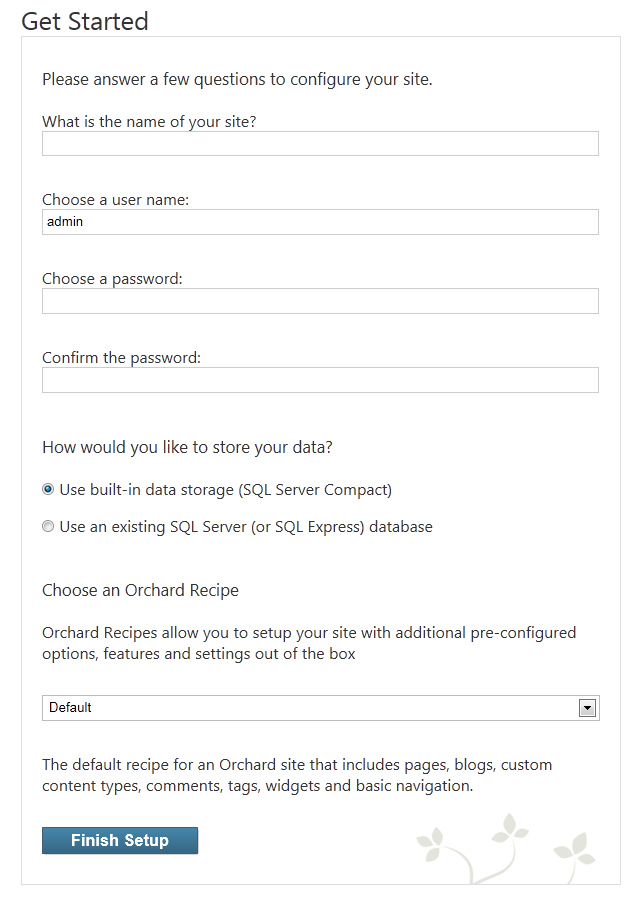 Get Started
Please answer a few questions to configure your site.
What is the name of your site?
Choose a user name:
admin
Choose a password:
Confirm the password:
How would you like to store your data?
Use built-in data storage (SQL Server Compact)
Use an existing SQL Server (or SQL Express) database
Choose an Orchard Recipe
Orchard Recipes allow you to setup your site with additional pre-configured
options, features and settings out of the box
Default
The default recipe for an Orchard site that includes pages, blogs, custom
content types, comments, tags, widgets and basic navigation.
Finish Setup